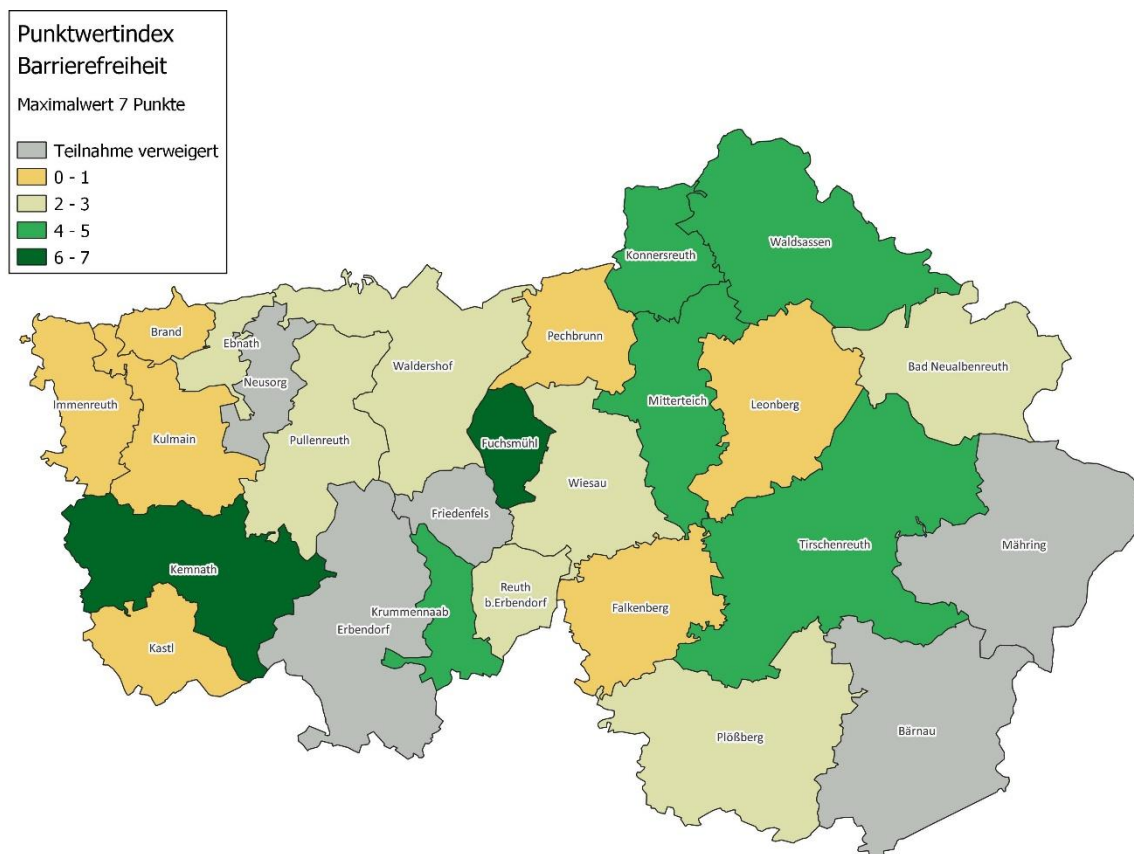 Punktwertindex
Barrierefreiheit
Maximalwert 7 Punkte
Teilnahme verweigert
0 - 1
2 - 3
4 - 5
6 - 7
Waldsassen
Konnersreuth
Brand
Pechbrunn
Ebnath
Waldershof
Bad Neualbenreuth
Neusorg
Immenreuth
Mitterteich
Leonberg
Kulmain
Pullenreuth
Fuchsmühl
Wiesau
Friedenfels
Tirschenreuth
Mähring
Kemnath
Reuth
b.Erbendorf
Krummennaab
Falkenberg
Erbendorf
Kastl
Plößberg
Bärnau